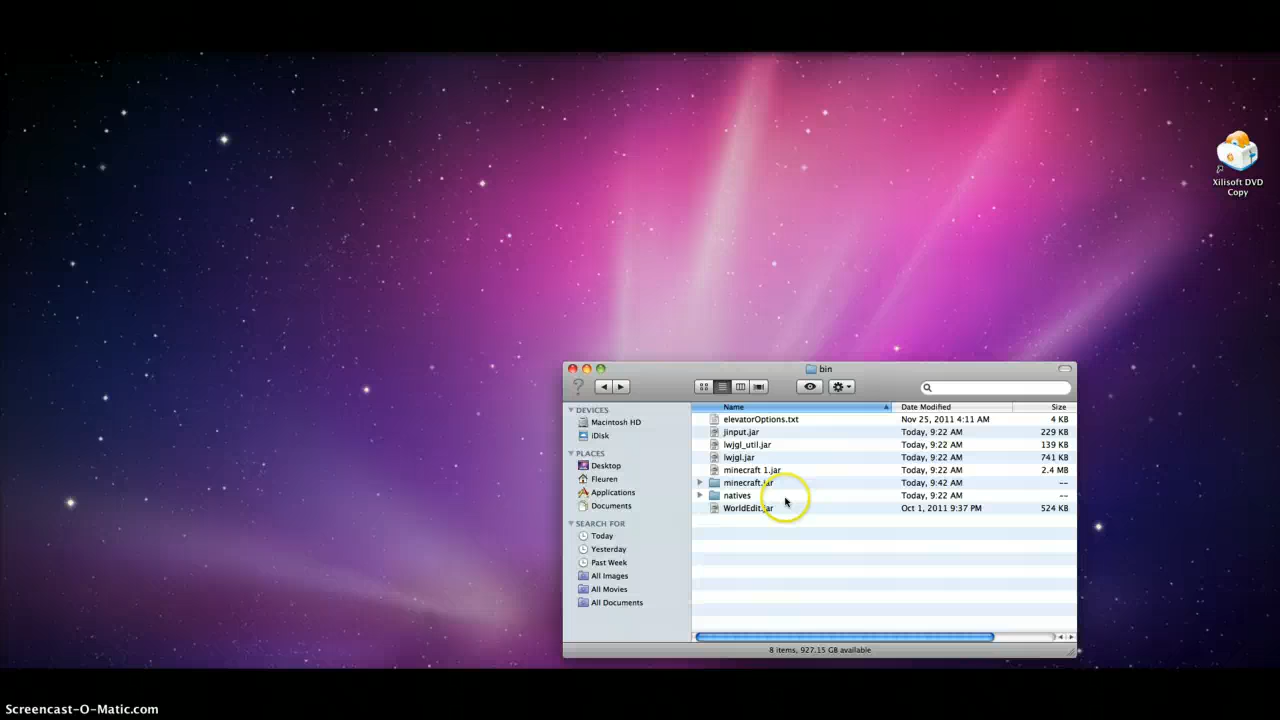 Xilisoft DVD
Copy
bin
Name Date Modified Size
DEVICES
Macintosh HD
iDisk
PLACES
Desktop
Fleuren
Applications
Documents
SEARCH FOR
Today
Yesterday
Past Week
All Images
All Movies
All Documents
elevatorOptions.txt Nov 25, 2011 4:11 AM 4 KB
jinput.jar Today, 9:22 AM 229 KB
lwjgl_util.jar Today, 9:22 AM 139 KB
lwjgl.jar Today, 9:22 AM 741 KB
minecraft 1.jar Today, 9:22 AM 2.4 MB
minecraft.jar Today, 9:42 AM --
natives Today, 9:22 AM --
WorldEdit.jar Oct 1, 2011 9:37 PM 524 KB
8 items, 927.15 GB available
Screencast-O-Matic.com